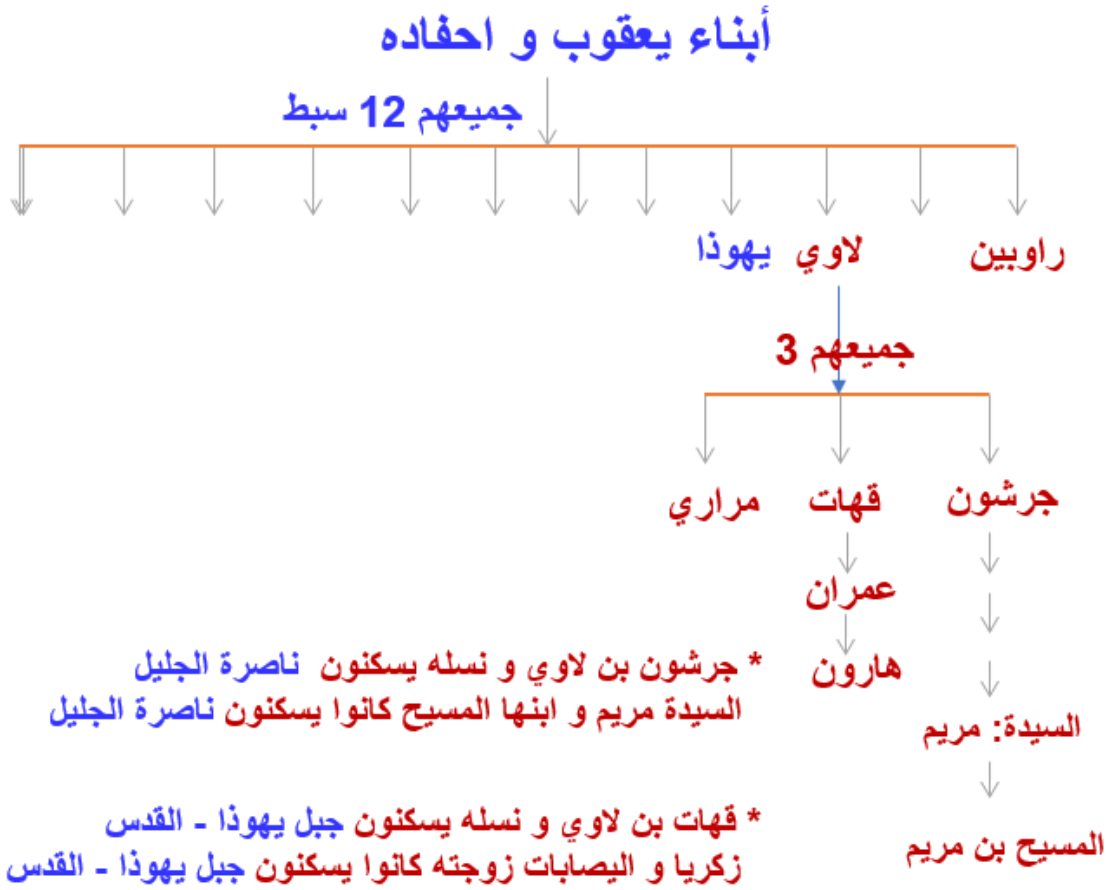 أبناء يعقوب و احفاده
جميعهم 12 سبط
راوبين
لاوي
يهوذا
جميعهم 3
جرشون
قهات
مراري
عمران
هارون
* جرشون بن لاوي و نسله يسكنون ناصرة الجليل
السيدة مريم و ابنها المسيح كانوا يسكنون ناصرة الجليل
السيدة: مريم
* قهات بن لاوي و نسله يسكنون جبل يهوذا - القدس
زكريا و اليصابات زوجته كانوا يسكنون جبل يهوذا - القدس
المسيح بن مريم